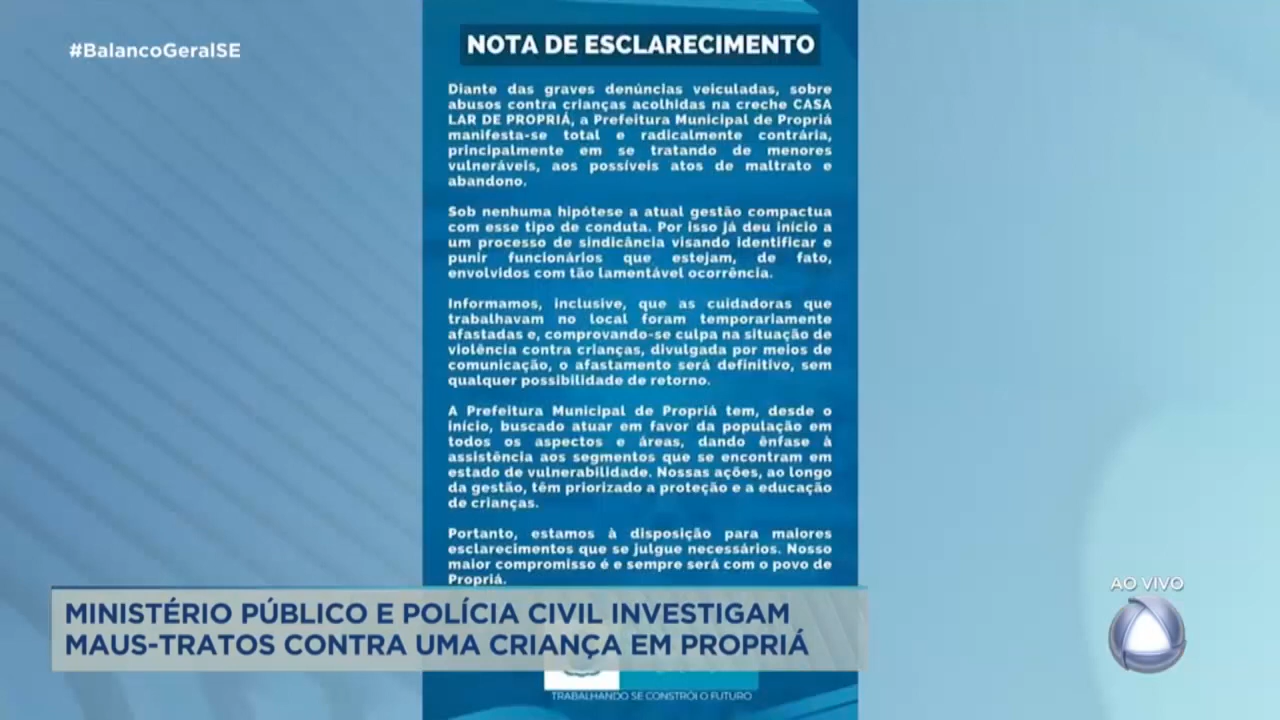 #BalancoGeralSE
NOTA DE ESCLARECIMENTO
Diante das graves denúncias veiculadas, sobre
abusos contra crianças acolhidas na creche CASA
LAR DE PROPRIÁ, a Prefeitura Municipal de Propriá
manifesta-se total e radicalmente contrária,
principalmente em se tratando de menores
vulneráveis, aos possíveis atos de maltrato e
abandono.
Sob nenhuma hipótese a atual gestão compactua
com esse tipo de conduta. Por isso já deu início a
um processo de sindicância visando identificar e
punir funcionários que estejam, de fato,
envolvidos com tão lamentável ocorrência.
Informamos, inclusive, que as cuidadoras que
trabalhavam no local foram temporariamente
afastadas e, comprovando-se culpa na situação de
violência contra crianças, divulgada por meios de
comunicação, o afastamento será definitivo, sem
qualquer possibilidade de retorno.
A Prefeitura Municipal de Propriá tem, desde o
início, buscado atuar em favor da população em
todos os aspectos e áreas, dando ênfase à
assistência aos segmentos que se encontram em
estado de vulnerabilidade. Nossas ações, ao longo
da gestão, têm priorizado a proteção e a educação
de crianças.
Portanto, estamos à disposição para maiores
esclarecimentos que se julgue necessários. Nosso
maior compromisso é e sempre será com o povo de
Propriá.
AO VIVO
MINISTÉRIO PÚBLICO E POLÍCIA CIVIL INVESTIGAM
MAUS-TRATOS CONTRA UMA CRIANÇA EM PROPRIÁ
TRABALHANDO SE CONSTRÓI O FUTURO